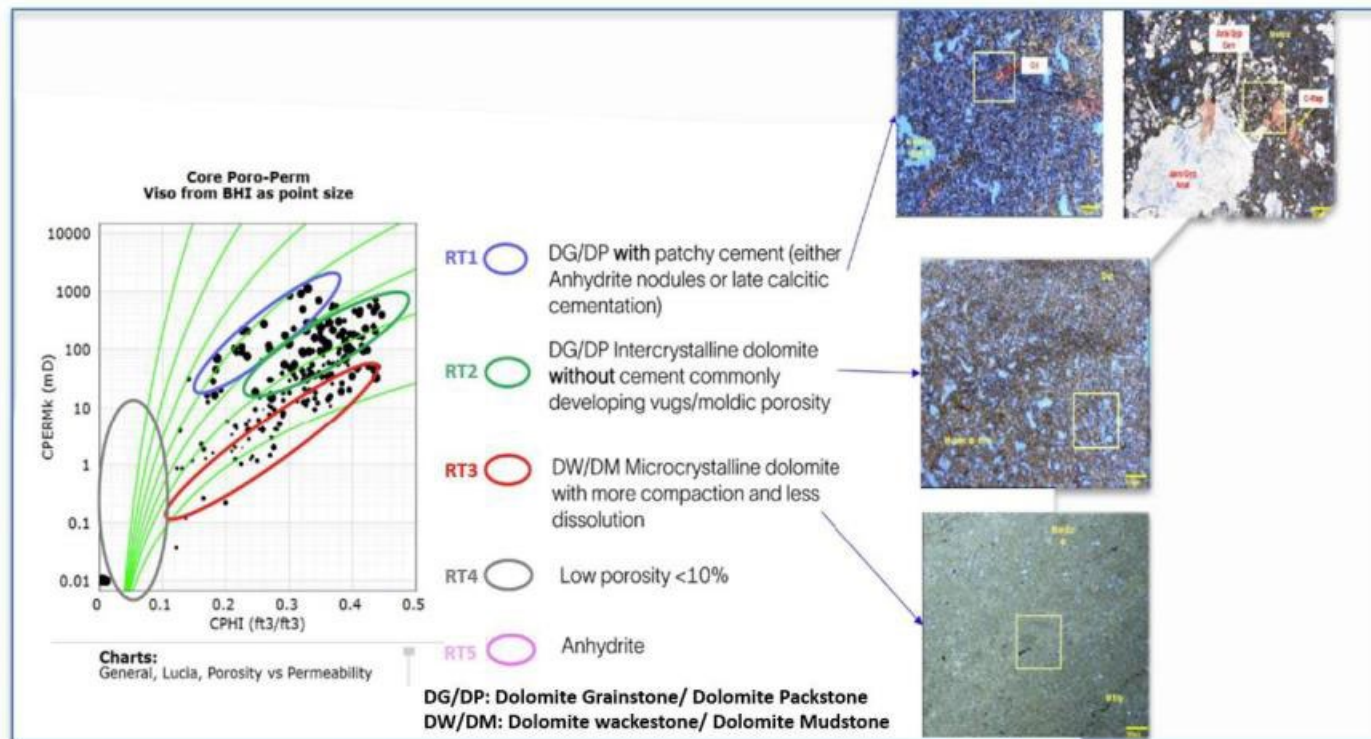 Core Poro-Perm
Viso from BHI as point size
CPERMk (mD)
10000
1000
100
10
1
0.1
0.01
0
0.1
0.2
0.3
0.4
0.5
CPHI (ft3/ft3)
Charts:
General, Lucia, Porosity vs Permeability
RT1
DG/DP with patchy cement (either
Anhydrite nodules or late calcitic
cementation)
RT2
DG/DP Intercrystalline dolomite
without cement commonly
developing vugs/moldic porosity
RT3
DW/DM Microcrystalline dolomite
with more compaction and less
dissolution
RT4
Low porosity <10%
RT5
Anhydrite
DG/DP: Dolomite Grainstone/ Dolomite Packstone
DW/DM: Dolomite wackestone/ Dolomite Mudstone